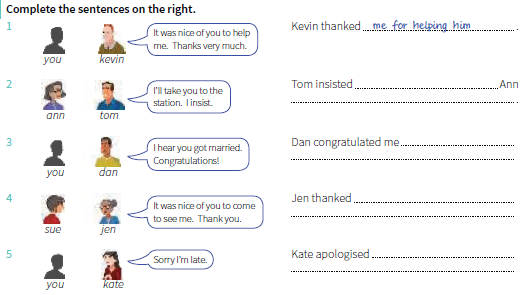 Complete the sentences on the right.
1
It was nice of you to help
me. Thanks very much.
you
kevin
Kevin thanked me for helping him .
2
I'll take you to the
station. I insist.
ann
tom
Tom insisted Ann
3
I hear you got married.
Congratulations!
you
dan
Dan congratulated me
4
It was nice of you to come
to see me. Thank you.
sue
jen
Jen thanked
5
Sorry I'm late.
you
kate
Kate apologised